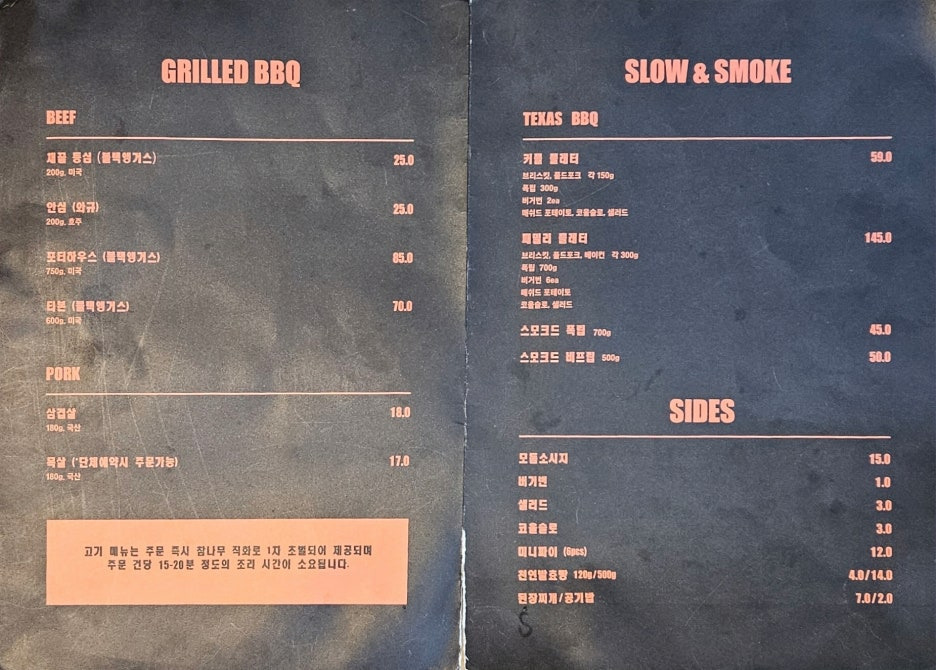 GRILLED BBQ
BEEF
채끝 등심 (블랙앵거스) 25.0
200g, 미국
안심 (와규) 25.0
200g, 호주
포터하우스 (블랙앵거스) 85.0
750g, 미국
티본 (블랙앵거스) 70.0
600g, 미국
PORK
삼겹살 18.0
180g, 국산
목살 (*단체예약시 주문가능) 17.0
180g, 국산
고기 메뉴는 주문 즉시 참나무 직화로 1차 초벌되어 제공되며
주문 건당 15-20분 정도의 조리 시간이 소요됩니다.
SLOW & SMOKE
TEXAS BBQ
커플 플래터 59.0
브리스킷, 풀드포크 각 150g
폭립 300g
버거번 2ea
매쉬드 포테이토, 코울슬로, 샐러드
패밀리 플래터 145.0
브리스킷, 풀드포크, 베이컨 각 300g
폭립 700g
버거번 6ea
매쉬드 포테이토
코울슬로, 샐러드
스모크드 폭립 700g 45.0
스모크드 비프립 500g 50.0
SIDES
모듬소시지 15.0
버거번 1.0
샐러드 3.0
코울슬로 3.0
미니파이 (6pcs) 12.0
천연발효빵 120g/500g 4.0/14.0
된장찌개/공기밥 7.0/2.0